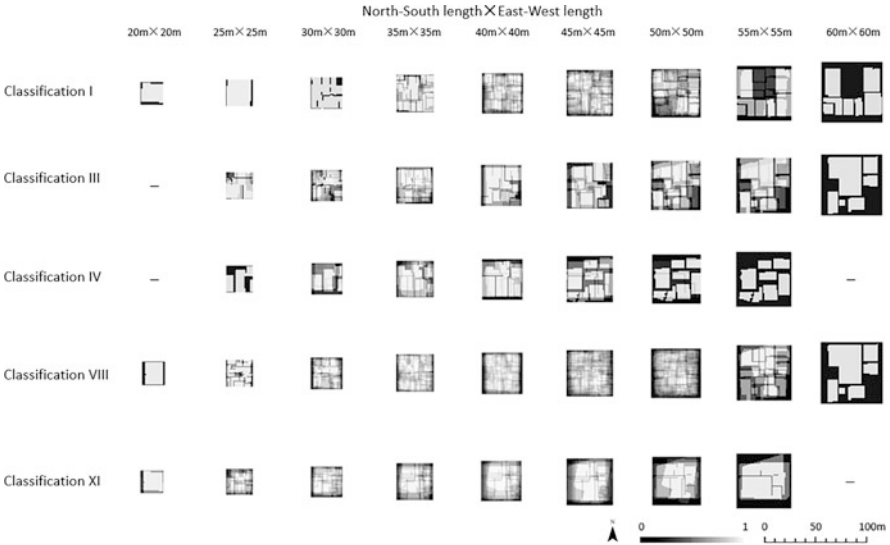 North-South length×East-West length
20m×20m 25m×25m 30m×30m 35m×35m 40m×40m 45m×45m 50m×50m 55m×55m 60m×60m
Classification I
Classification III –
Classification IV – –
Classification VIII
Classification XI –
N
0 1 0 50 100m